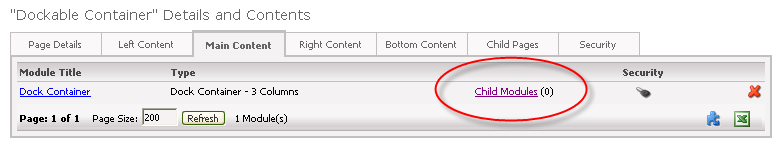 "Dockable Container" Details and Contents
Page Details Left Content Main Content Right Content Bottom Content Child Pages Security
Module Title Type Security
Dock Container Dock Container - 3 Columns Child Modules (0)
Page: 1 of 1 Page Size: 200 Refresh 1 Module(s)